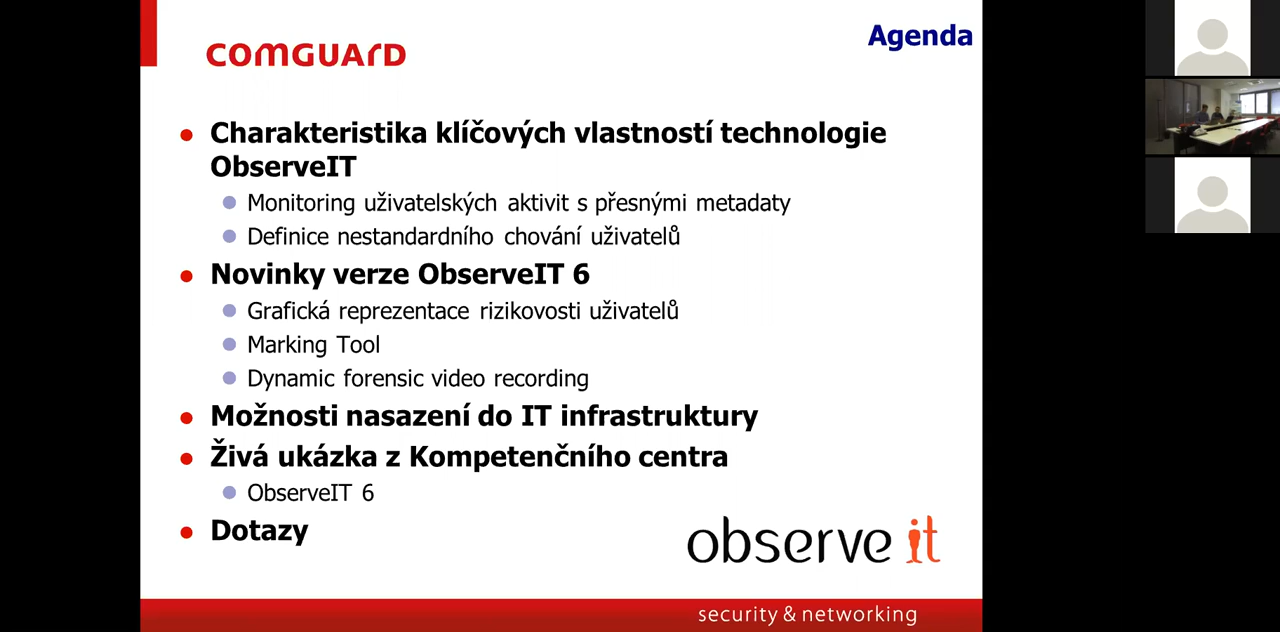 COMGUARD
Agenda
Charakteristika klíčových vlastností technologie
ObserveIT
Monitoring uživatelských aktivit s přesnými metadaty
Definice nestandardního chování uživatelů
Novinky verze ObserveIT 6
Grafická reprezentace rizikovosti uživatelů
Marking Tool
Dynamic forensic video recording
Možnosti nasazení do IT infrastruktury
Živá ukázka z Kompetenčního centra
ObserveIT 6
Dotazy
observe it
security & networking